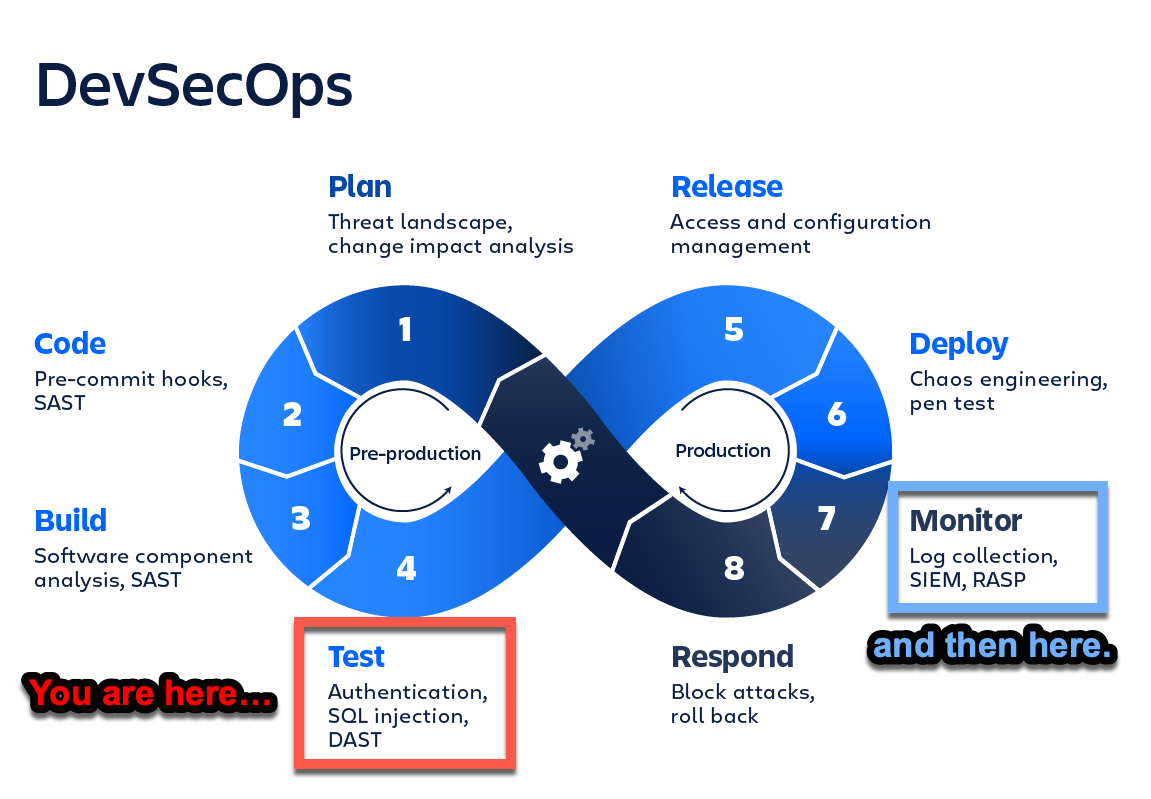 DevSecOps
Plan
Threat landscape,
change impact analysis
Release
Access and configuration
management
Code
Pre-commit hooks,
SAST
Deploy
Chaos engineering,
pen test
1
2
3
4
Pre-production
5
6
7
8
Production
Build
Software component
analysis, SAST
Monitor
Log collection,
SIEM, RASP
and then here.
You are here...
Test
Authentication,
SQL injection,
DAST
Respond
Block attacks,
roll back